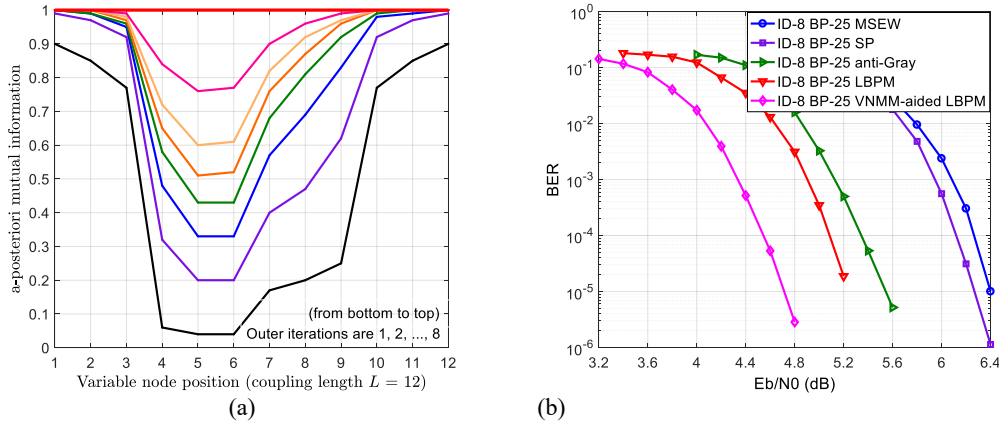 1
0.9
0.8
0.7
0.6
0.5
0.4
0.3
0.2
0.1
0
a-posteriori mutual information
(from bottom to top)
Outer iterations are 1, 2, ..., 8
1 2 3 4 5 6 7 8 9 10 11 12
Variable node position (coupling length L = 12)
(a)
10^0
10^-1
10^-2
10^-3
10^-4
10^-5
10^-6
BER
ID-8 BP-25 MSEW
ID-8 BP-25 SP
ID-8 BP-25 anti-Gray
ID-8 BP-25 LBPM
ID-8 BP-25 VNMM-aided LBPM
3.2 3.6 4 4.4 4.8 5.2 5.6 6 6.4
Eb/N0 (dB)
(b)